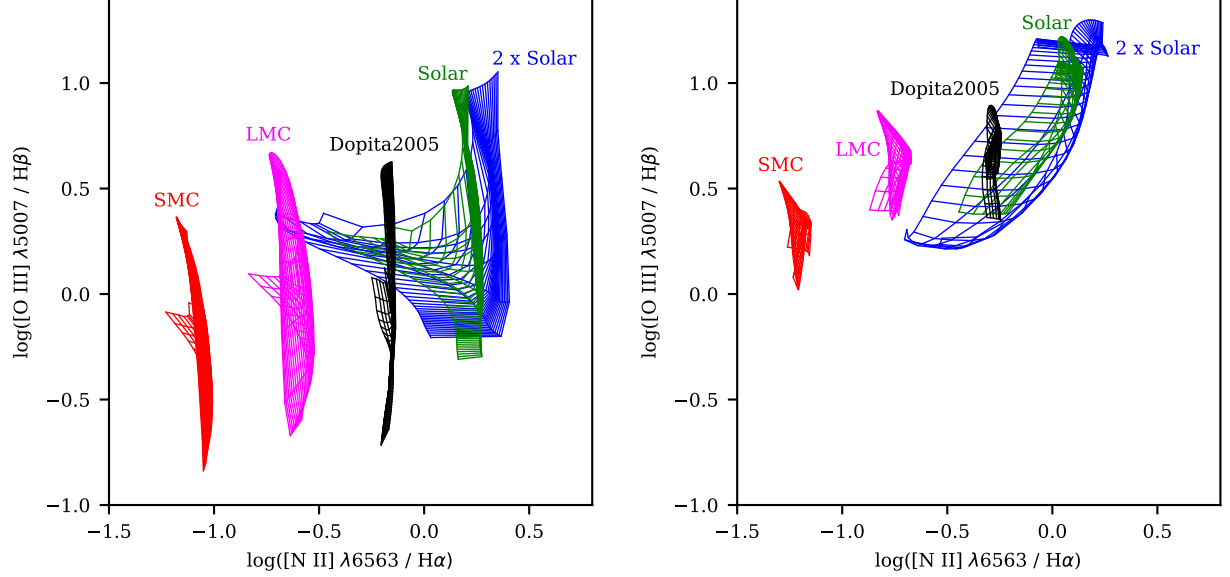 2 x Solar
Solar
Dopita2005
LMC
SMC
1.0
0.5
0.0
−0.5
−1.0
−1.5
−1.0
−0.5
0.0
0.5
log([O III] λ5007 / Hβ)
log([N II] λ6563 / Hα)
Solar
2 x Solar
Dopita2005
LMC
SMC
1.0
0.5
0.0
−0.5
−1.0
−1.5
−1.0
−0.5
0.0
0.5
log([O III] λ5007 / Hβ)
log([N II] λ6563 / Hα)